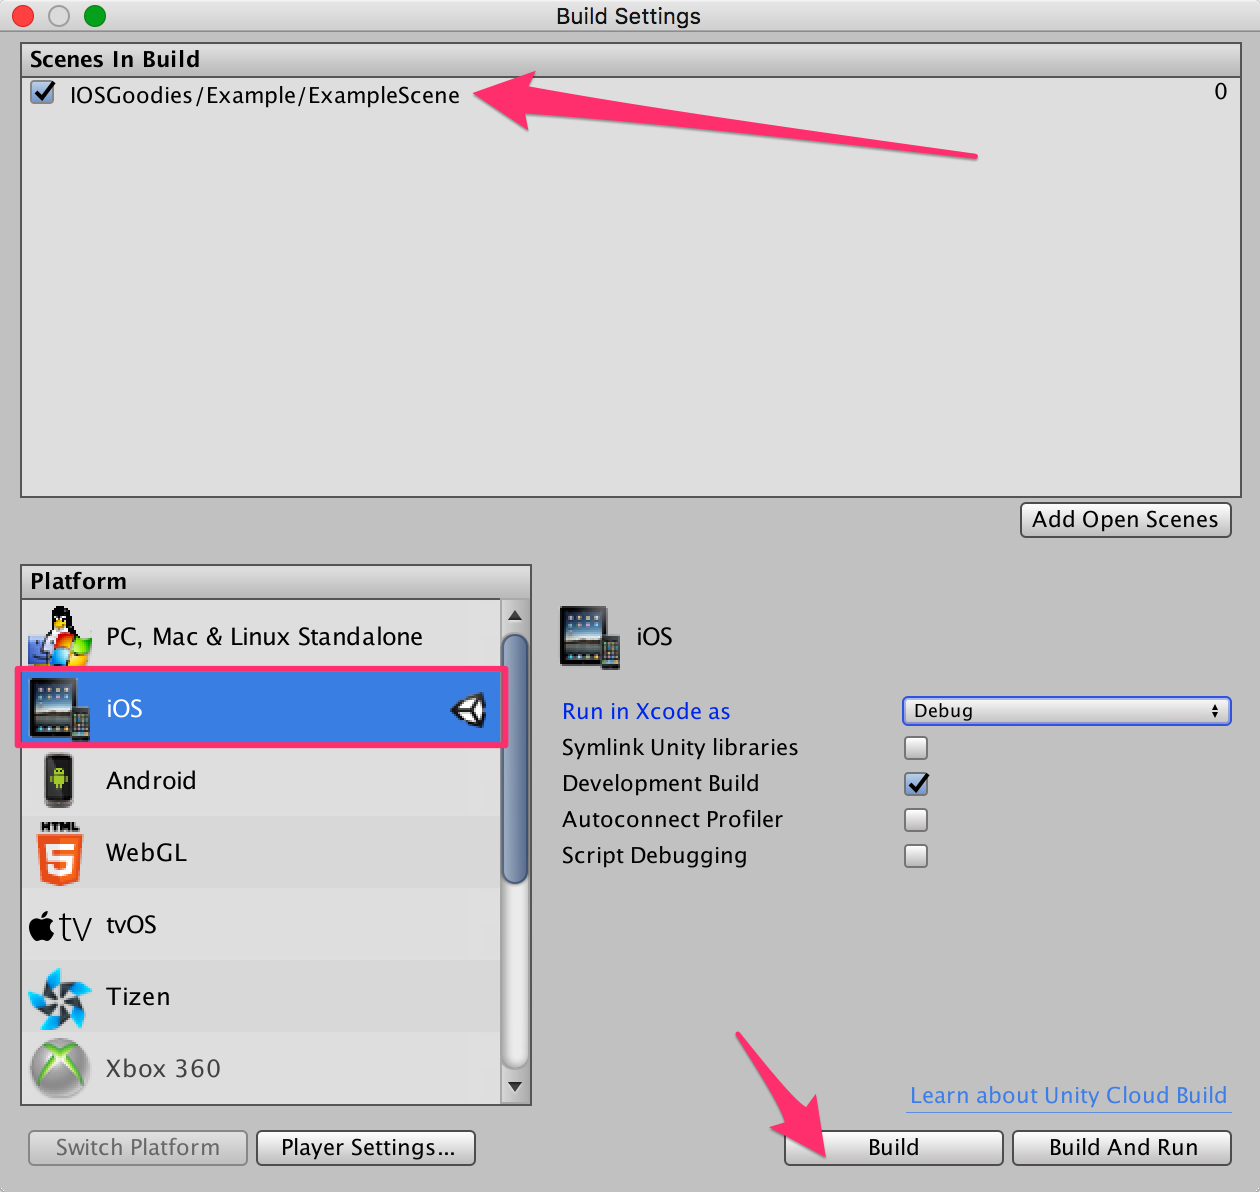 Build Settings
Scenes In Build
IOSGoodies/Example/ExampleScene 0
Add Open Scenes
Platform
PC, Mac & Linux Standalone
iOS
Android
HTML
5
WebGL
tv tvOS
Tizen
Xbox 360
iOS
Run in Xcode as Debug
Symlink Unity libraries
Development Build
Autoconnect Profiler
Script Debugging
Learn about Unity Cloud Build
Switch Platform
Player Settings...
Build
Build And Run